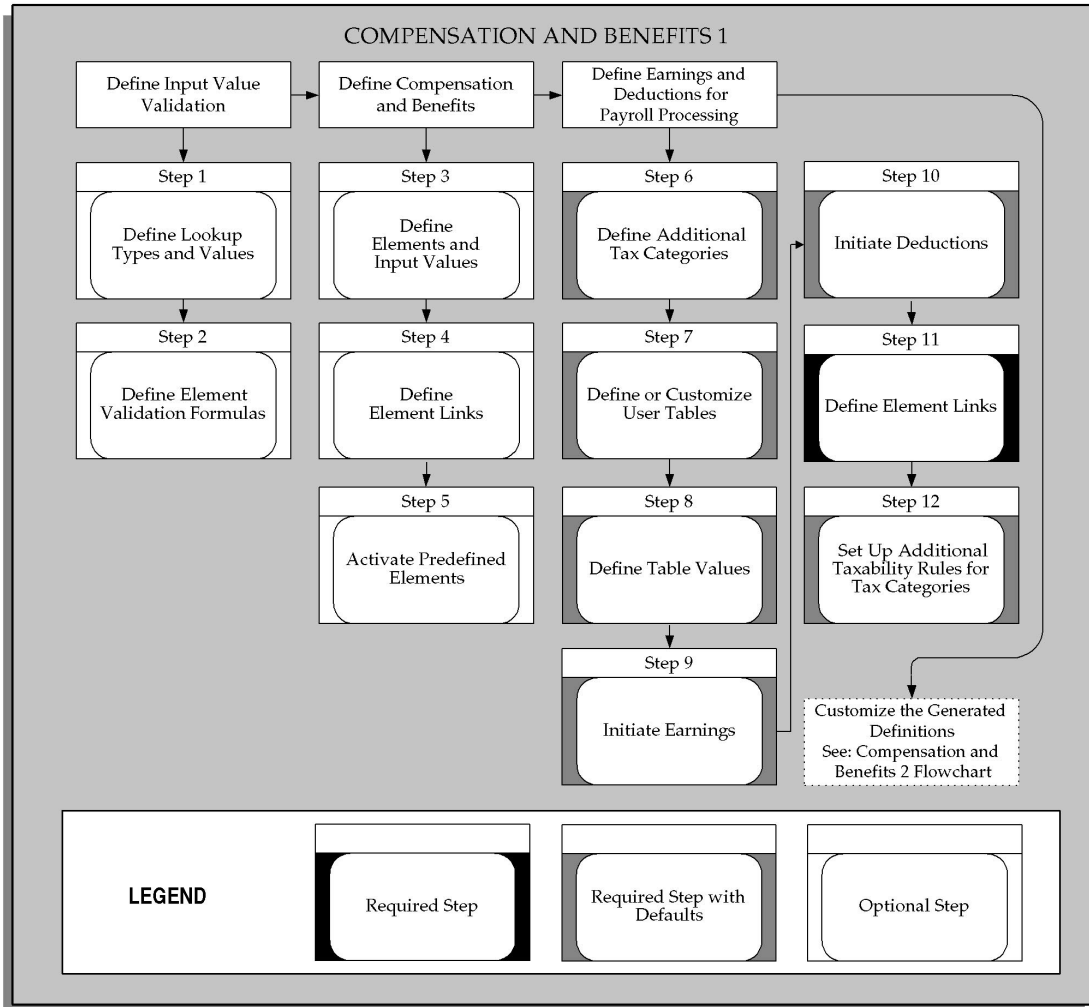 COMPENSATION AND BENEFITS 1
Define Input Value
Validation
Define Compensation
and Benefits
Define Earnings and
Deductions for
Payroll Processing
Step 1
Define Lookup
Types and Values
Step 2
Define Element
Validation Formulas
Step 3
Define
Elements and
Input Values
Step 4
Define
Element Links
Step 5
Activate Predefined
Elements
Step 6
Define Additional
Tax Categories
Step 7
Define or Customize
User Tables
Step 8
Define Table Values
Step 9
Initiate Earnings
Step 10
Initiate Deductions
Step 11
Define Element Links
Step 12
Set Up Additional
Taxability Rules for
Tax Categories
Customize the Generated
Definitions
See: Compensation and
Benefits 2 Flowchart
LEGEND
Required Step
Required Step with
Defaults
Optional Step